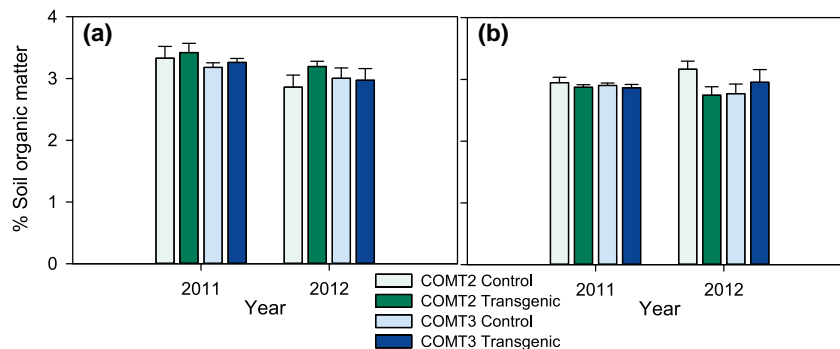 4
(a)
(b)
3
% Soil organic matter
2
1
0
2011
2012
2011
2012
Year
Year
COMT2 Control
COMT2 Transgenic
COMT3 Control
COMT3 Transgenic